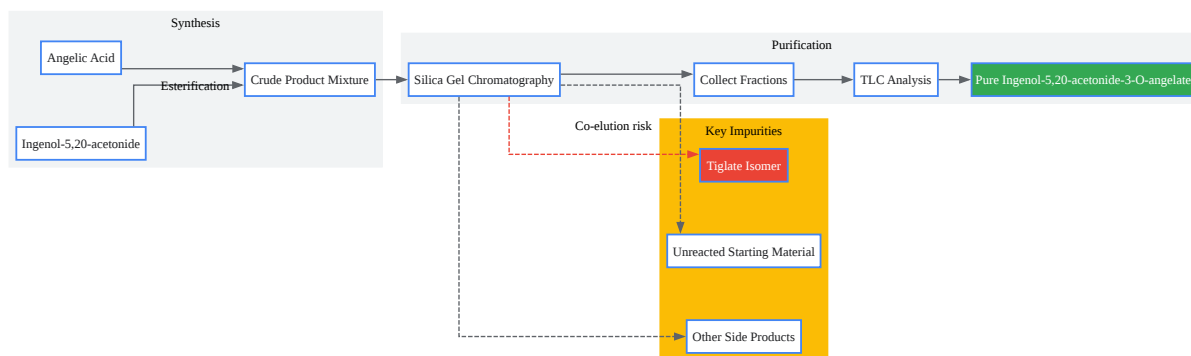 Synthesis
Angelic Acid
Esterification
Ingenol-5,20-acetonide
Crude Product Mixture
Purification
Silica Gel Chromatography
Collect Fractions
TLC Analysis
Pure Ingenol-5,20-acetonide-3-O-angelate
Co-elution risk
Key Impurities
Tiglate Isomer
Unreacted Starting Material
Other Side Products